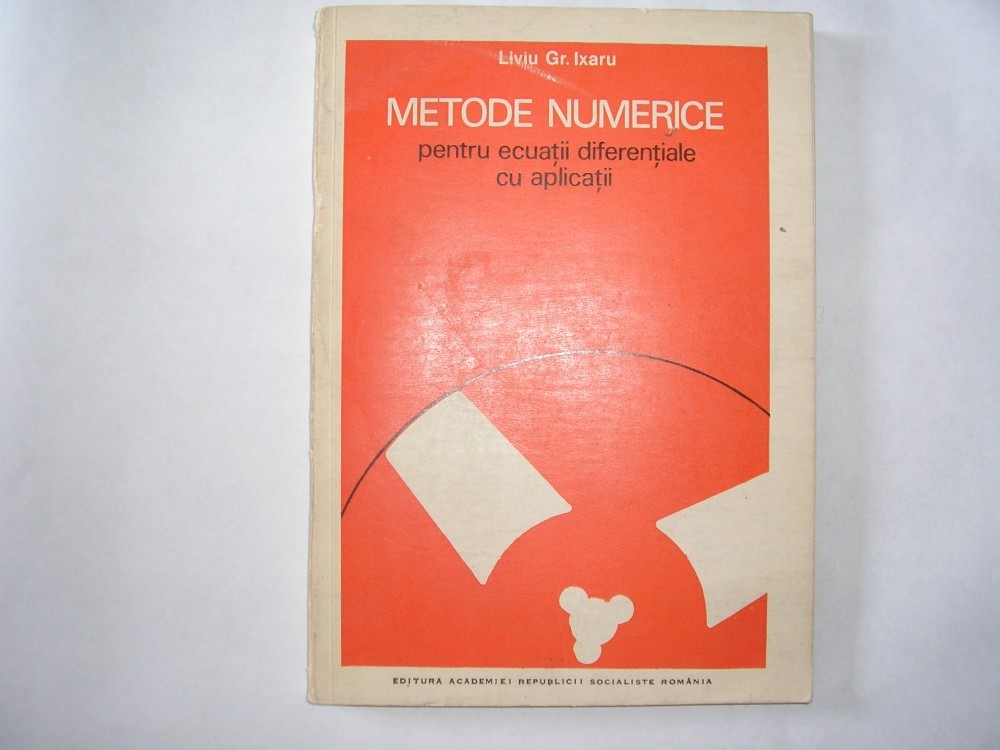 Liviu Gr. Ixaru
METODE NUMERICE
pentru ecuații diferențiale
cu aplicații
EDITURA ACADEMIEI REPUBLICII SOCIALISTE ROMÂNIA